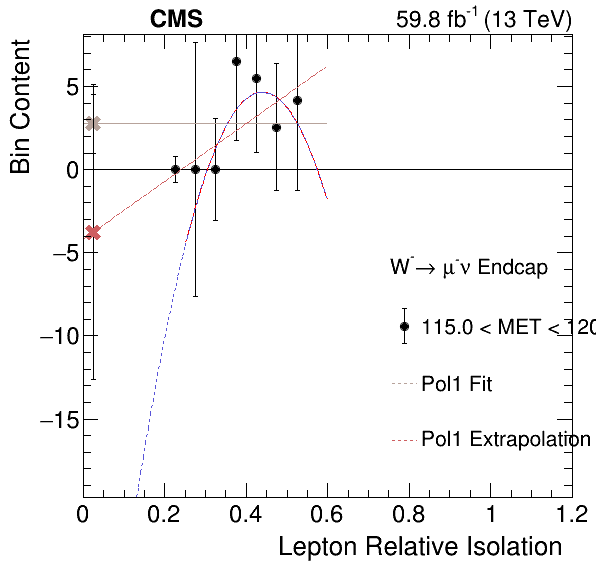 CMS
59.8 fb⁻¹ (13 TeV)
Bin Content
5
0
−5
−10
−15
W⁻→ μ⁻ν Endcap
115.0 < MET < 120
Pol1 Fit
Pol1 Extrapolation
0 0.2 0.4 0.6 0.8 1 1.2
Lepton Relative Isolation